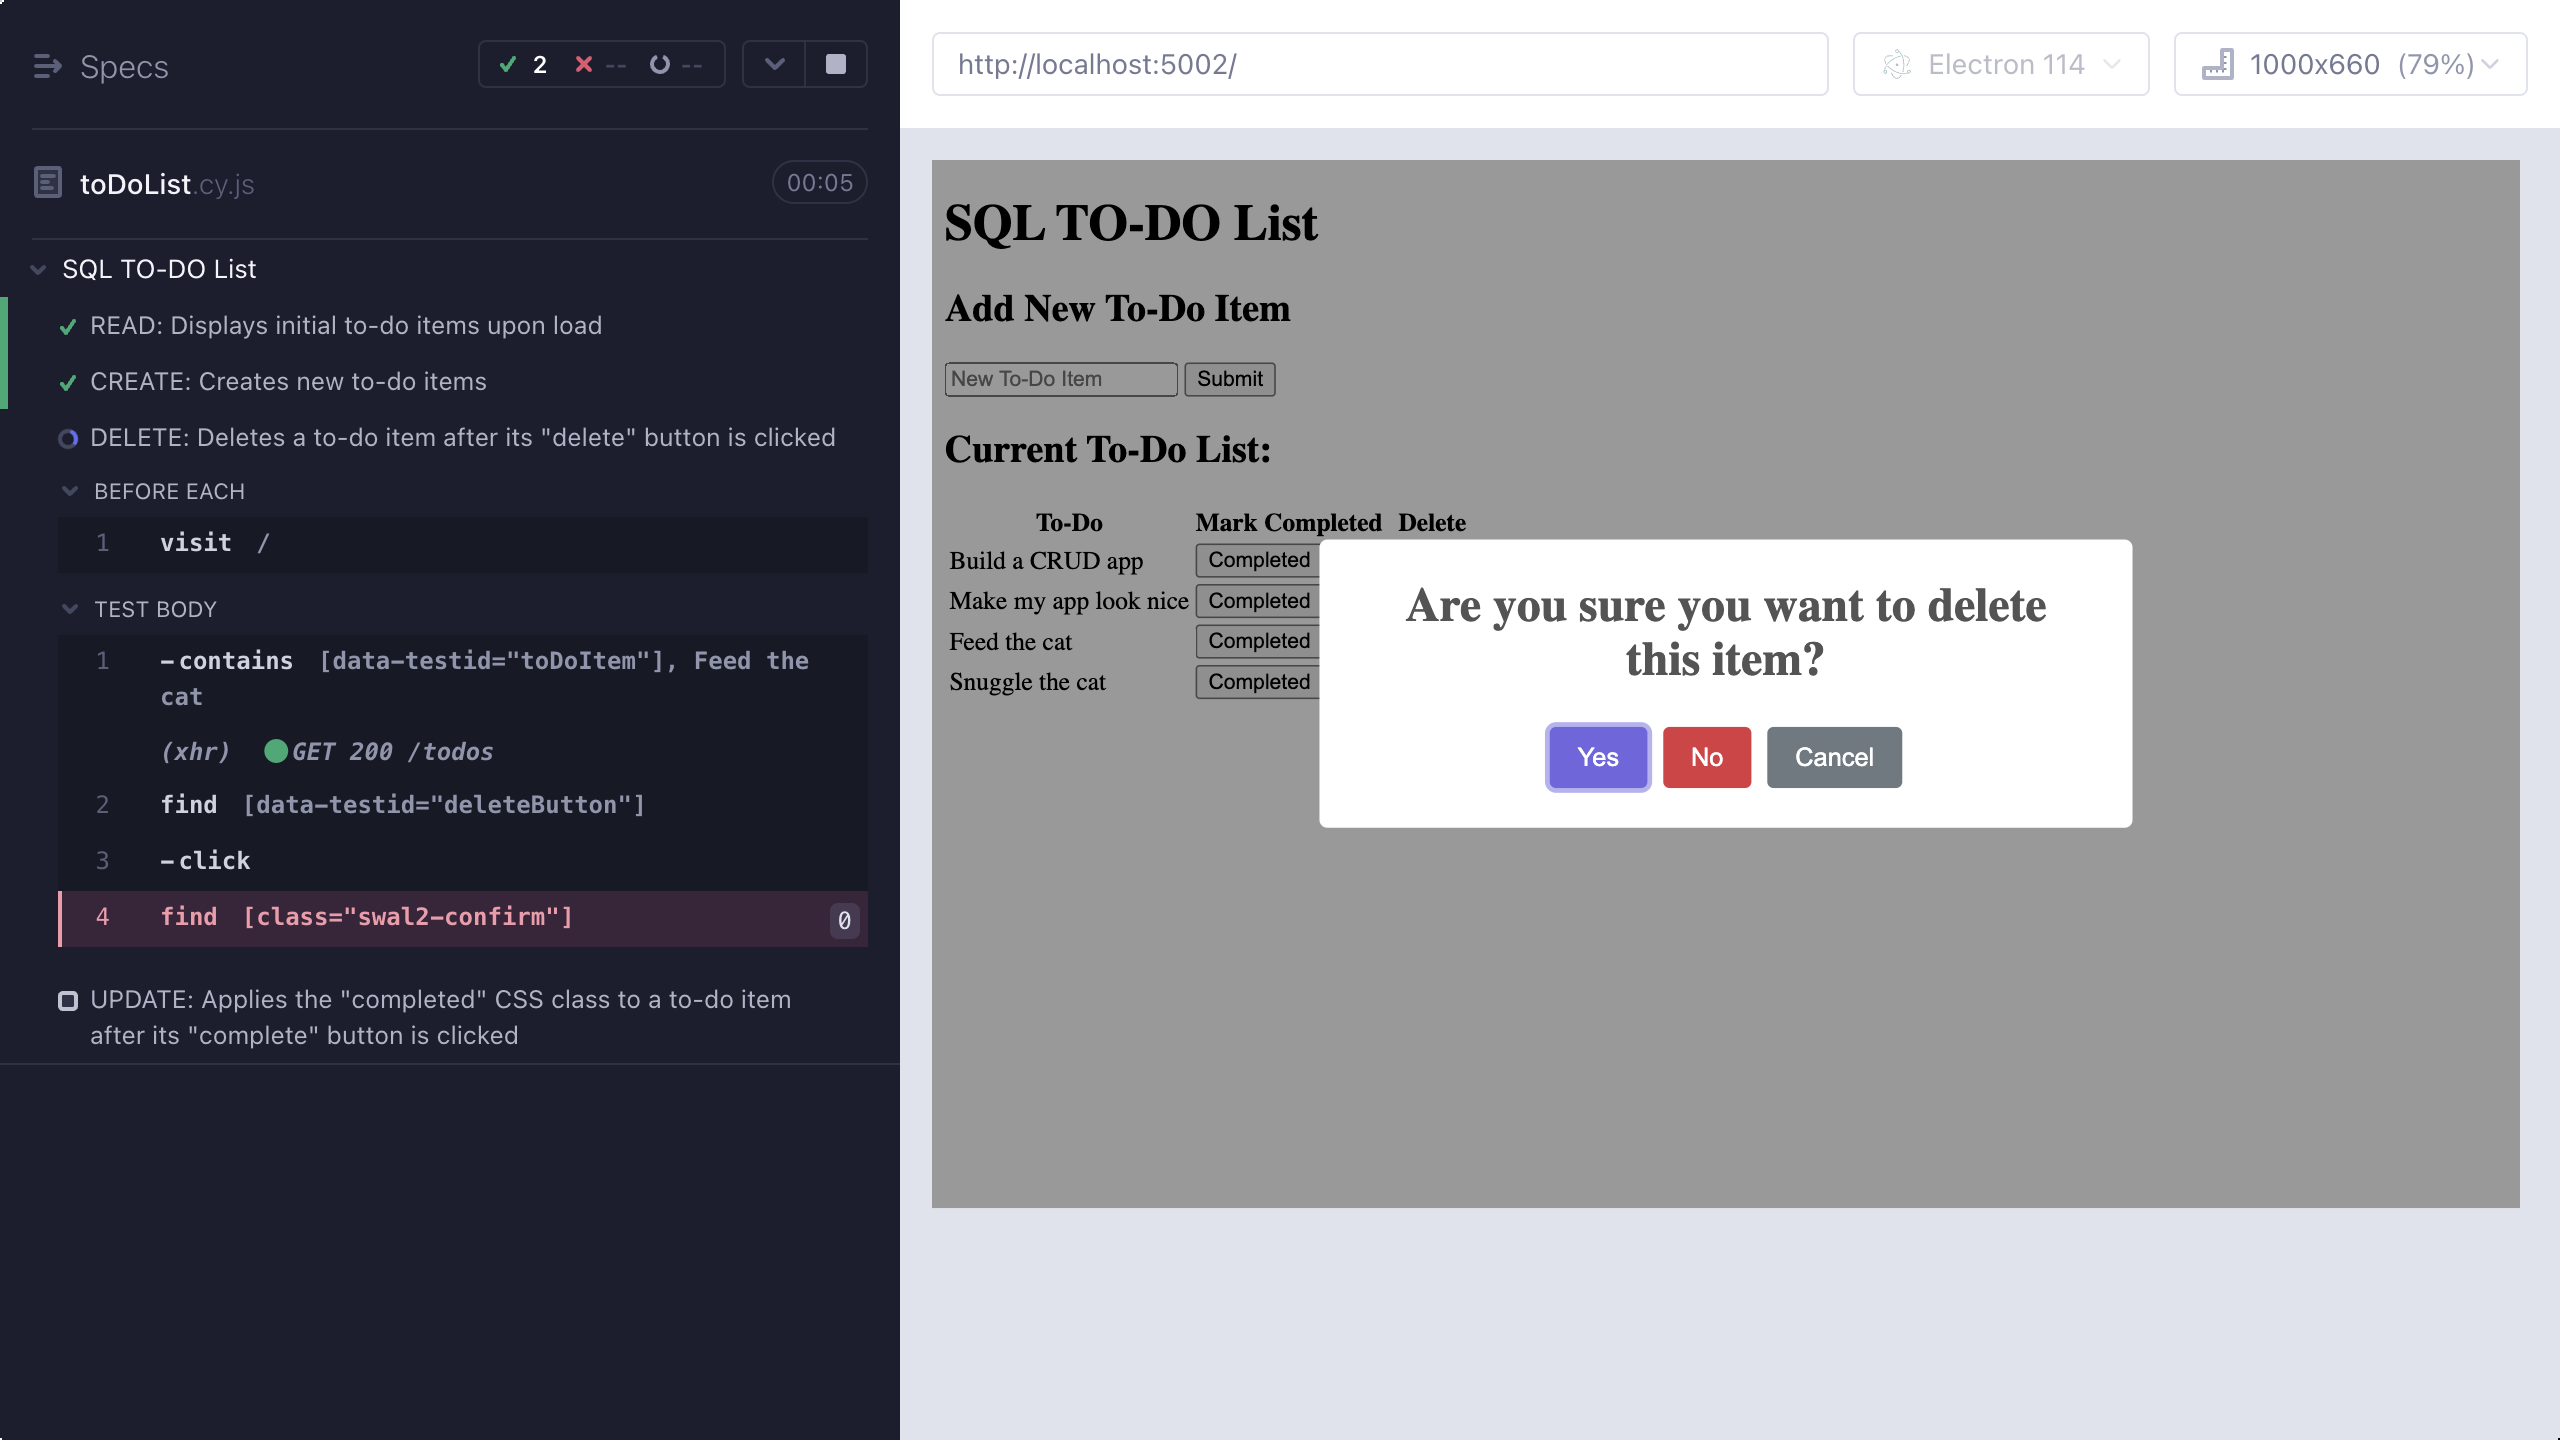 Specs
2 -- --
toDoList.cy.js
00:05
SQL TO-DO List
READ: Displays initial to-do items upon load
CREATE: Creates new to-do items
DELETE: Deletes a to-do item after its "delete" button is clicked
BEFORE EACH
1 visit /
TEST BODY
1 -contains [data-testid="toDoItem"], Feed the
cat
(xhr) GET 200 /todos
2 find [data-testid="deleteButton"]
3 -click
4 find [class="swal2-confirm"] 0
UPDATE: Applies the "completed" CSS class to a to-do item
after its "complete" button is clicked
http://localhost:5002/
Electron 114
1000x660 (79%)
SQL TO-DO List
Add New To-Do Item
New To-Do Item Submit
Current To-Do List:
To-Do Mark Completed Delete
Build a CRUD app Completed
Make my app look nice Completed
Feed the cat Completed
Snuggle the cat Completed
Are you sure you want to delete
this item?
Yes No Cancel